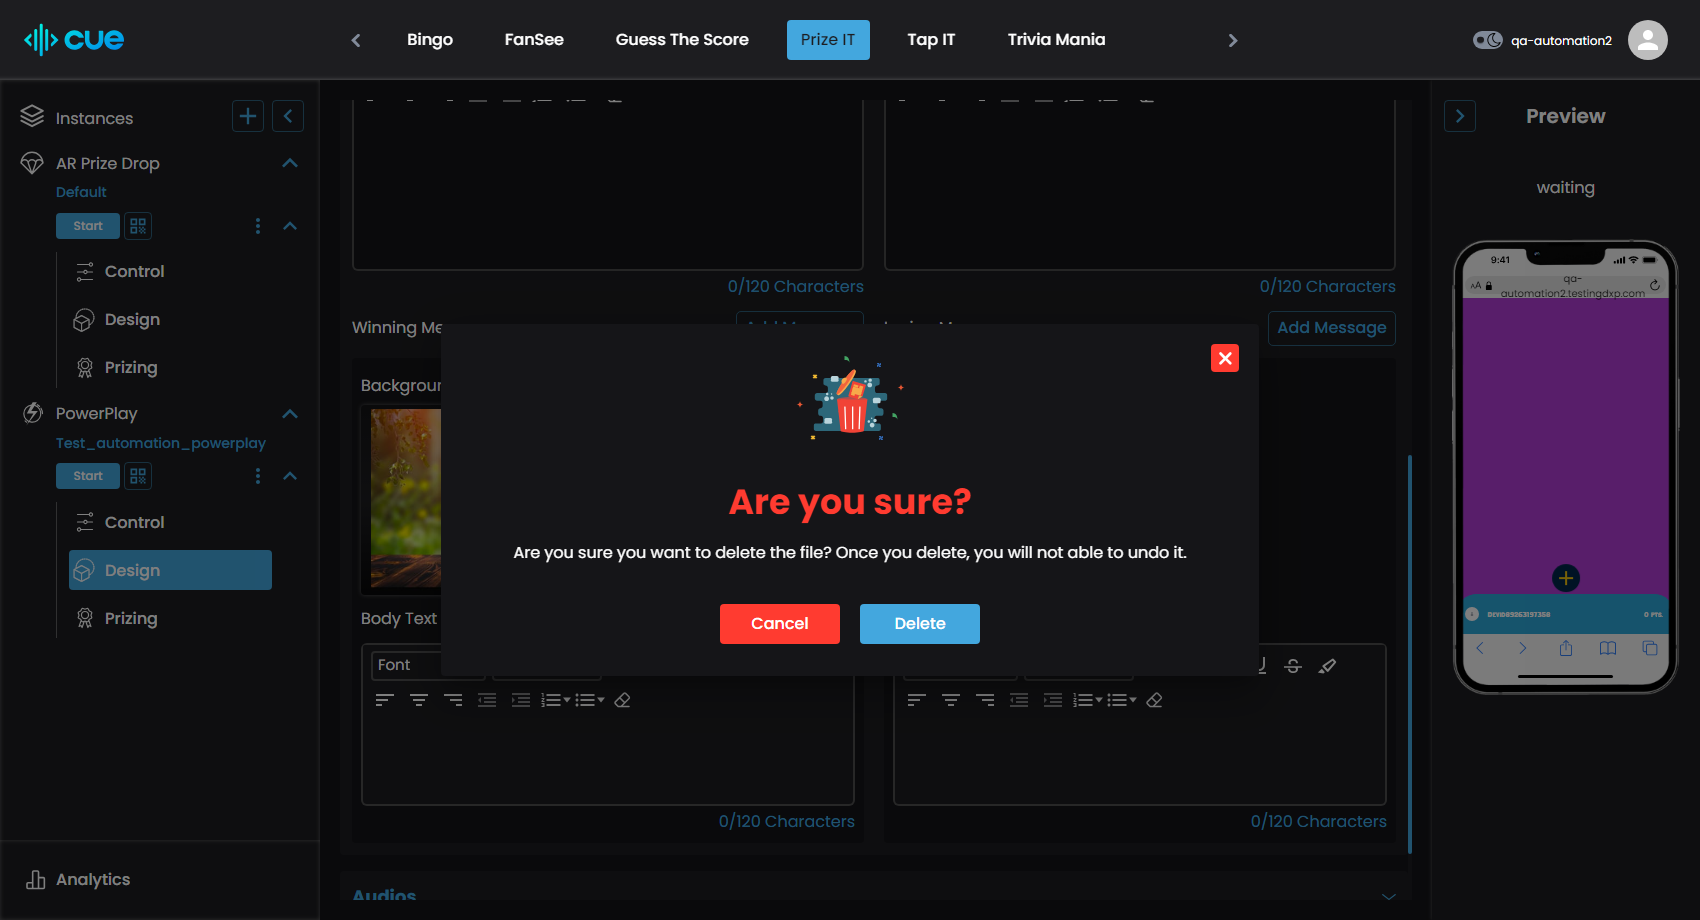 cue
Bingo
FanSee
Guess The Score
Prize IT
Tap IT
Trivia Mania
qa-automation2
Instances
AR Prize Drop
Default
Start
Control
Design
Prizing
PowerPlay
Test_automation_powerplay
Start
Control
Design
Prizing
Analytics
0/120 Characters
0/120 Characters
Winning Me
Add Message
Backgroun
Body Text
Font
Are you sure?
Are you sure you want to delete the file? Once you delete, you will not able to undo it.
Cancel
Delete
0/120 Characters
0/120 Characters
Audios
Preview
waiting
9:41
AA
qa-
automation2.testingdxp.com
0 PTS.